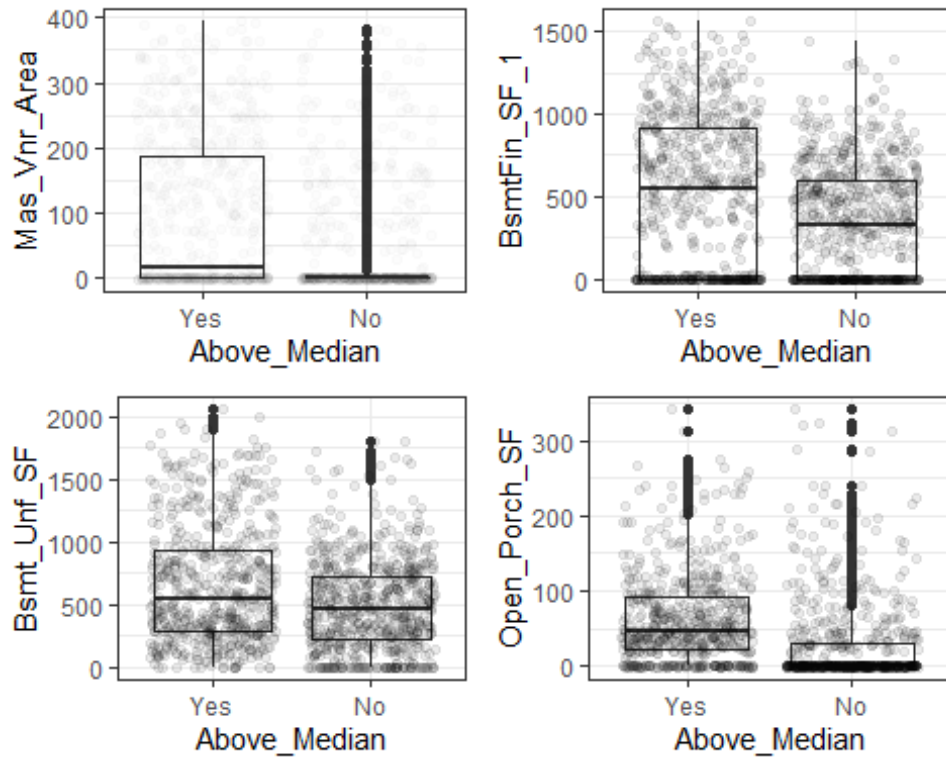 Mas_Vnr_Area
400
300
200
100
0
Yes No
Above_Median
BsmtFin_SF_1
1500
1000
500
0
Yes No
Above_Median
Bsmt_Unf_SF
2000
1500
1000
500
0
Yes No
Above_Median
Open_Porch_SF
300
200
100
0
Yes No
Above_Median